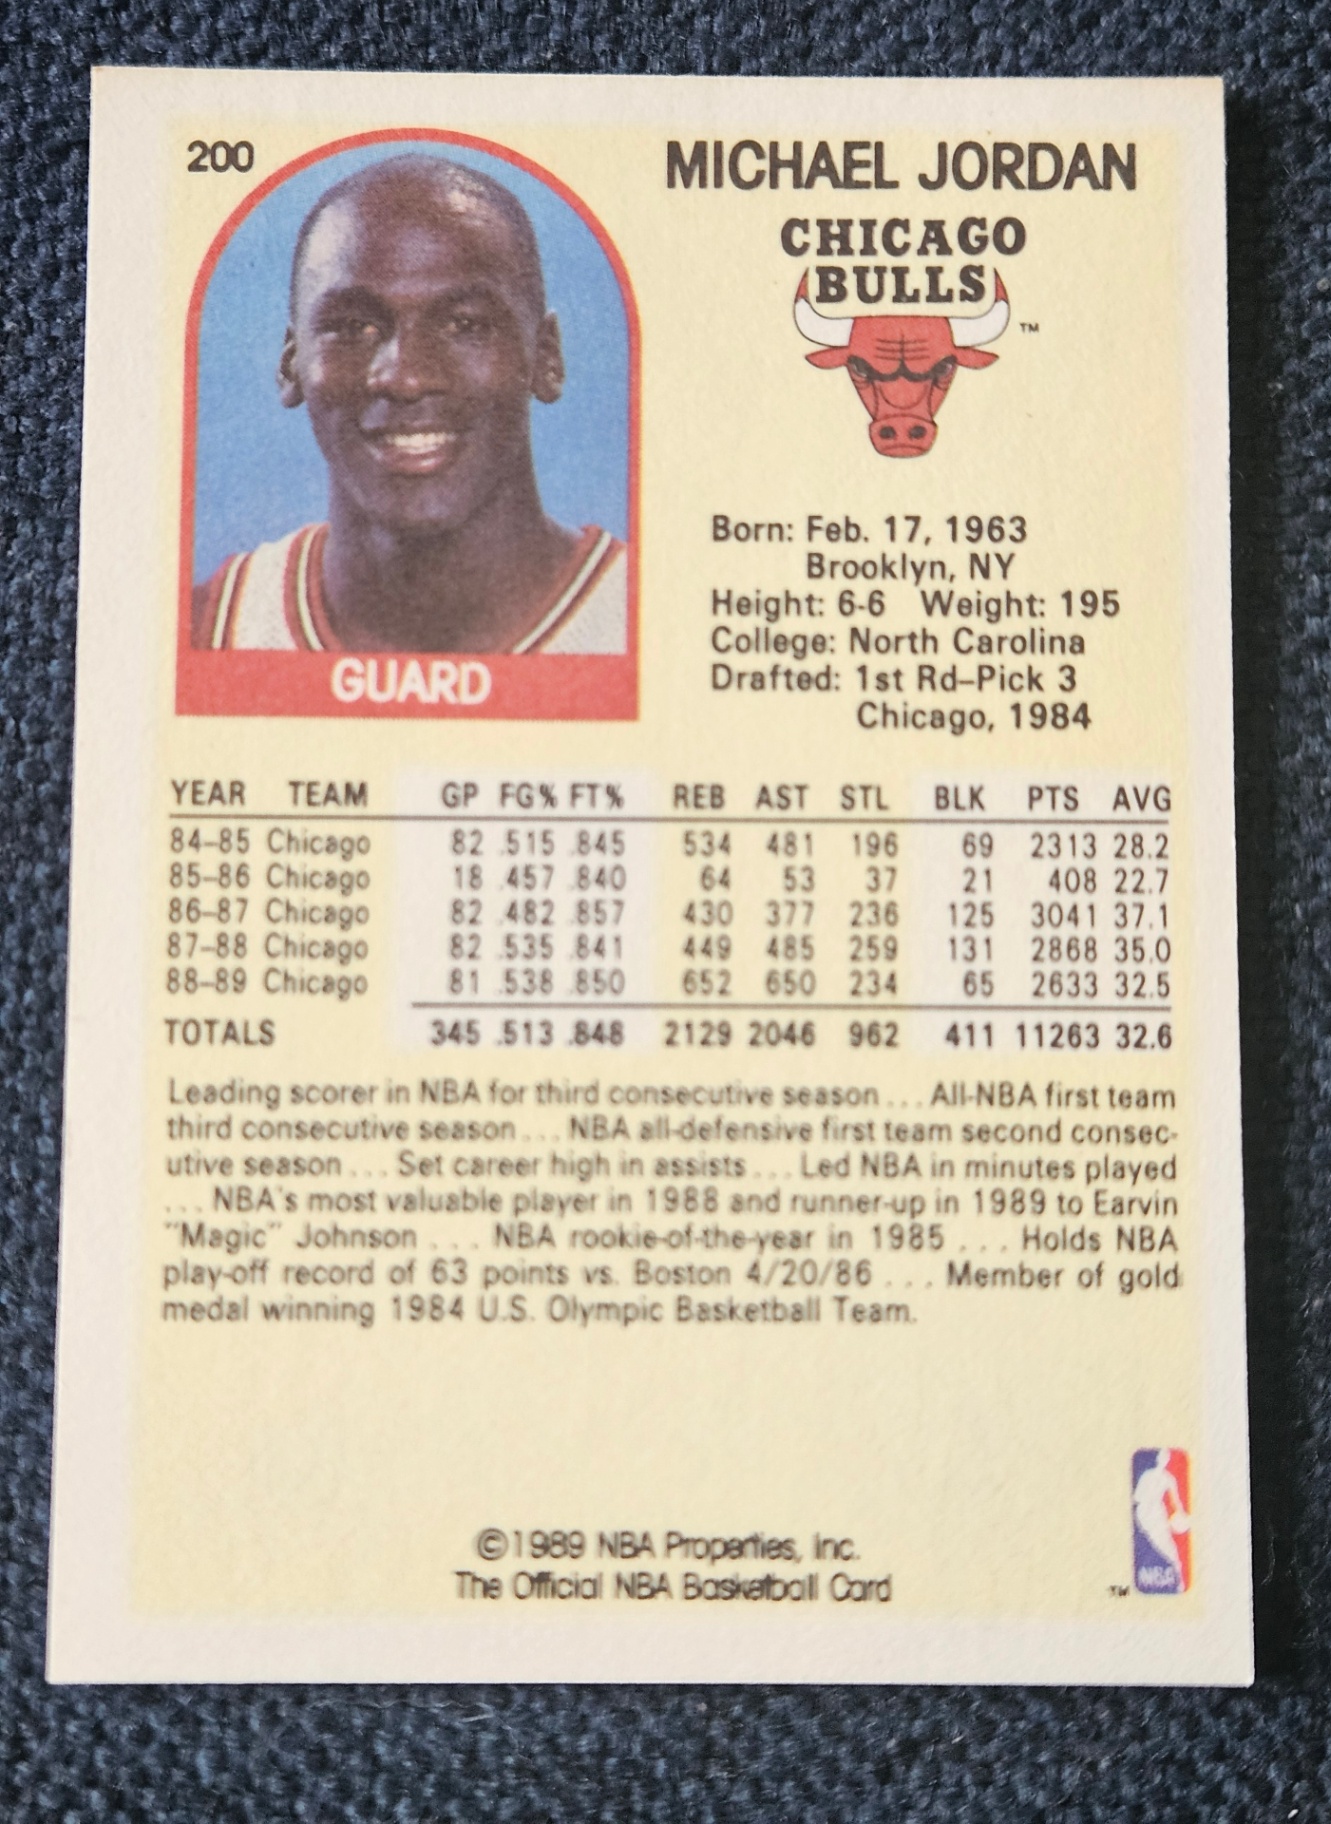 200
MICHAEL JORDAN
CHICAGO
BULLS
TM
Born: Feb. 17, 1963
Brooklyn, NY
Height: 6-6 Weight: 195
College: North Carolina
Drafted: 1st Rd–Pick 3
Chicago, 1984
GUARD
YEAR TEAM GP FG% FT% REB AST STL BLK PTS AVG
84–85 Chicago 82 .515 .845 534 481 196 69 2313 28.2
85–86 Chicago 18 .457 .840 64 53 37 21 408 22.7
86–87 Chicago 82 .482 .857 430 377 236 125 3041 37.1
87–88 Chicago 82 .535 .841 449 485 259 131 2868 35.0
88–89 Chicago 81 .538 .850 652 650 234 65 2633 32.5
TOTALS 345 .513 .848 2129 2046 962 411 11263 32.6
Leading scorer in NBA for third consecutive season . . . All-NBA first team
third consecutive season . . . NBA all-defensive first team second consec-
utive season . . . Set career high in assists . . . Led NBA in minutes played
. . . NBA's most valuable player in 1988 and runner-up in 1989 to Earvin
"Magic" Johnson . . . NBA rookie-of-the-year in 1985 . . . Holds NBA
play-off record of 63 points vs. Boston 4/20/86 . . . Member of gold
medal winning 1984 U.S. Olympic Basketball Team.
©1989 NBA Properties, Inc.
The Official NBA Basketball Card
TM
NBA